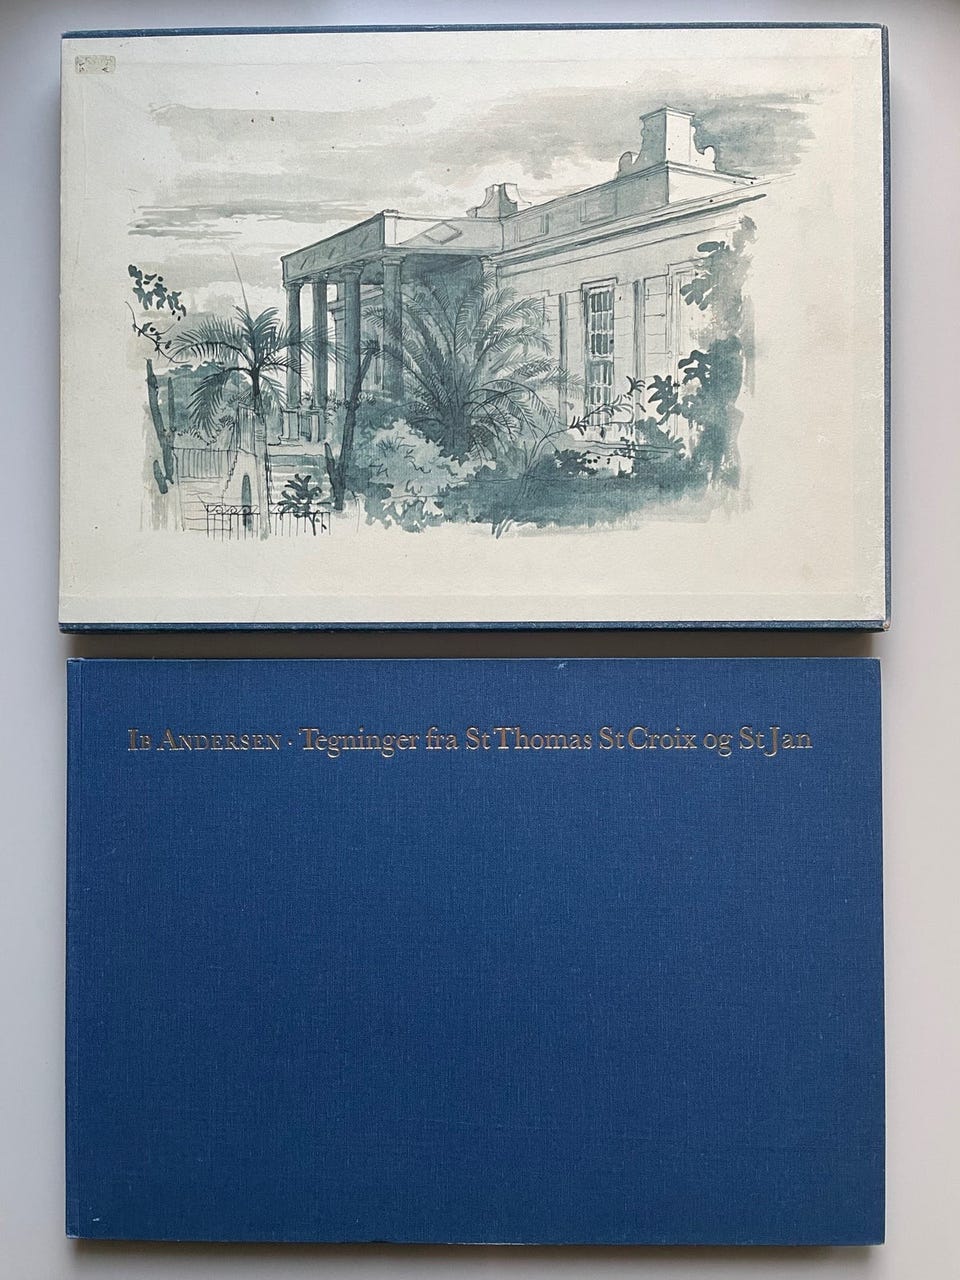 IB ANDERSEN · Tegninger fra St Thomas St Croix og St Jan